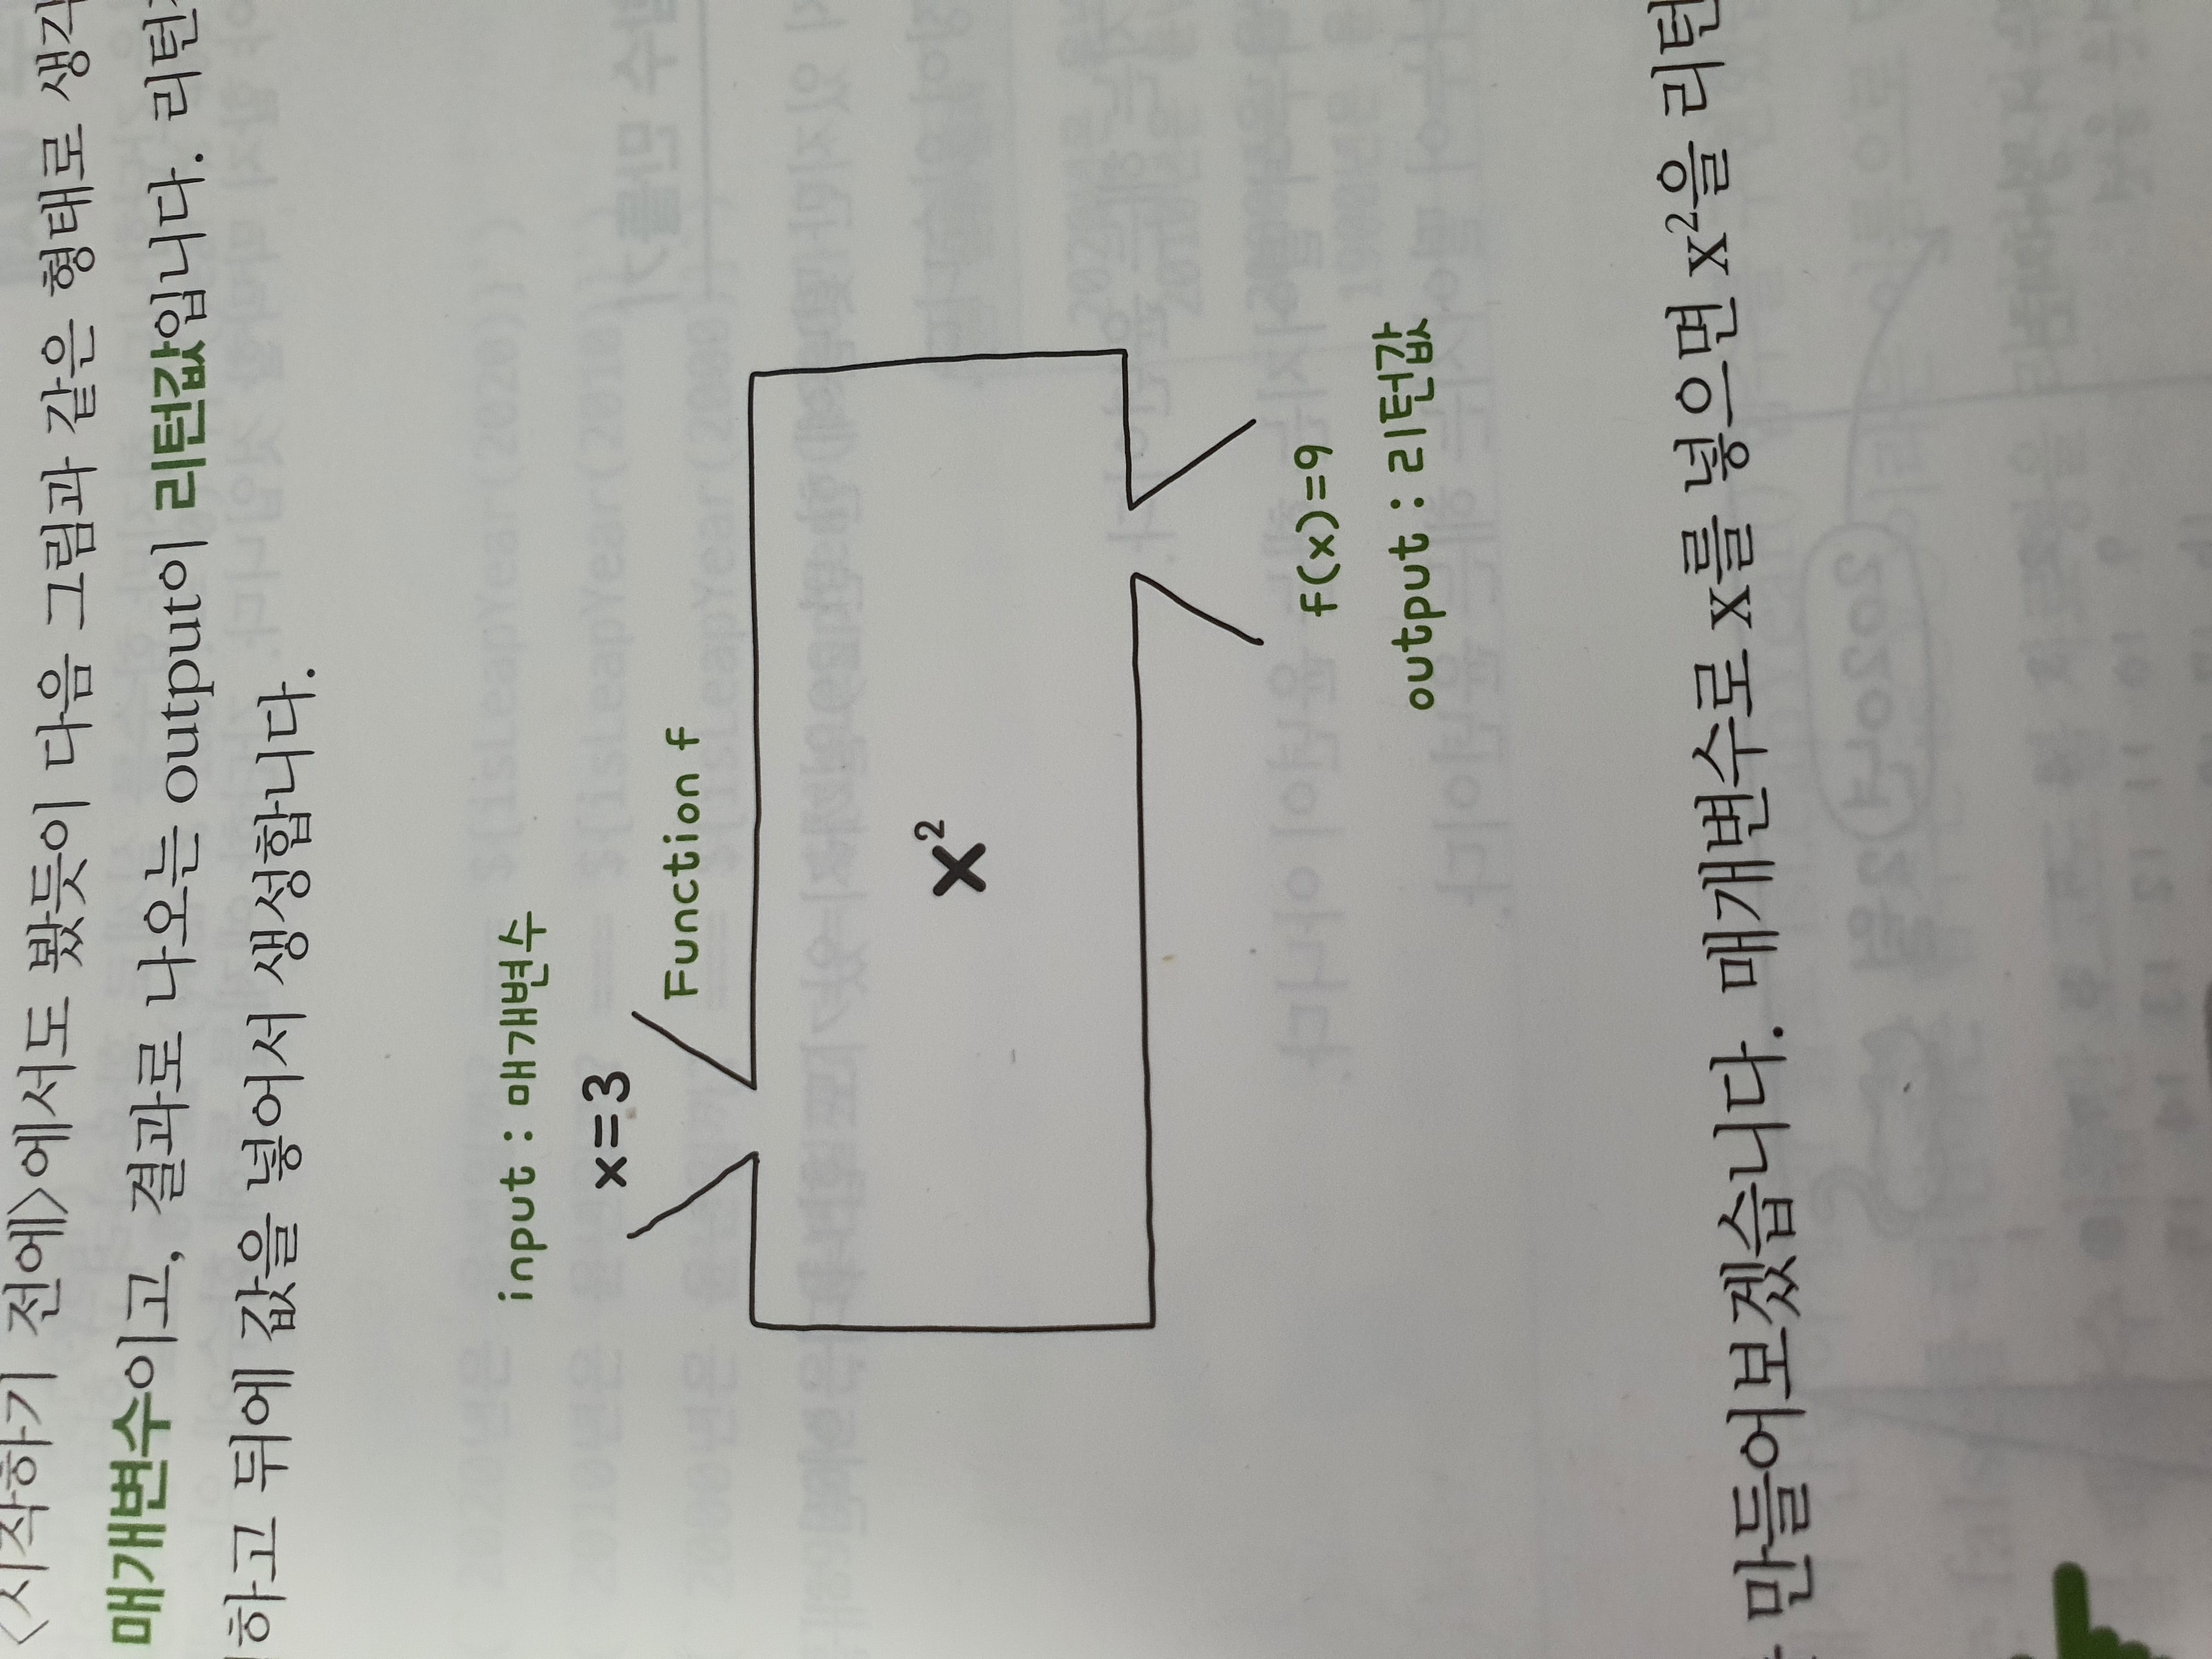 〈시작하기 전에〉에서도 봤듯이 다음 그림과 같은 형태로 생각
매개변수이고, 결과로 나오는 output이 리턴값입니다. 리턴
하고 뒤에 값을 넣어서 생성합니다.
input : 매개변수
x=3
Function f
x²
f(x)=9
output : 리턴값
만들어보겠습니다. 매개변수로 x를 넣으면 x²을 리턴